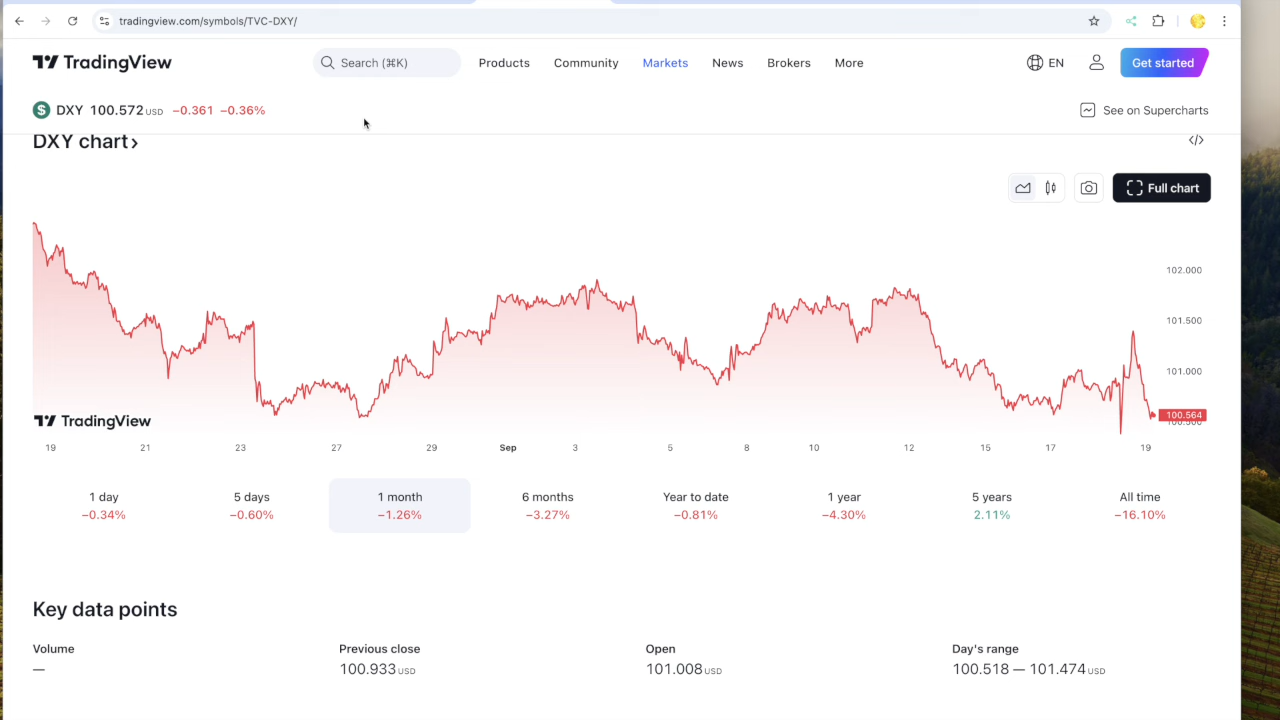 tradingview.com/symbols/TVC-DXY/
TradingView
Search (⌘K)
Products
Community
Markets
News
Brokers
More
EN
Get started
DXY 100.572 USD −0.361 −0.36%
See on Supercharts
DXY chart ›
Full chart
102.000
101.500
101.000
100.564
100.500
TradingView
19 21 23 27 29 Sep 3 5 8 10 12 15 17 19
1 day 5 days 1 month 6 months Year to date 1 year 5 years All time
−0.34% −0.60% −1.26% −3.27% −0.81% −4.30% 2.11% −16.10%
Key data points
Volume Previous close Open Day's range
— 100.933 USD 101.008 USD 100.518 — 101.474 USD